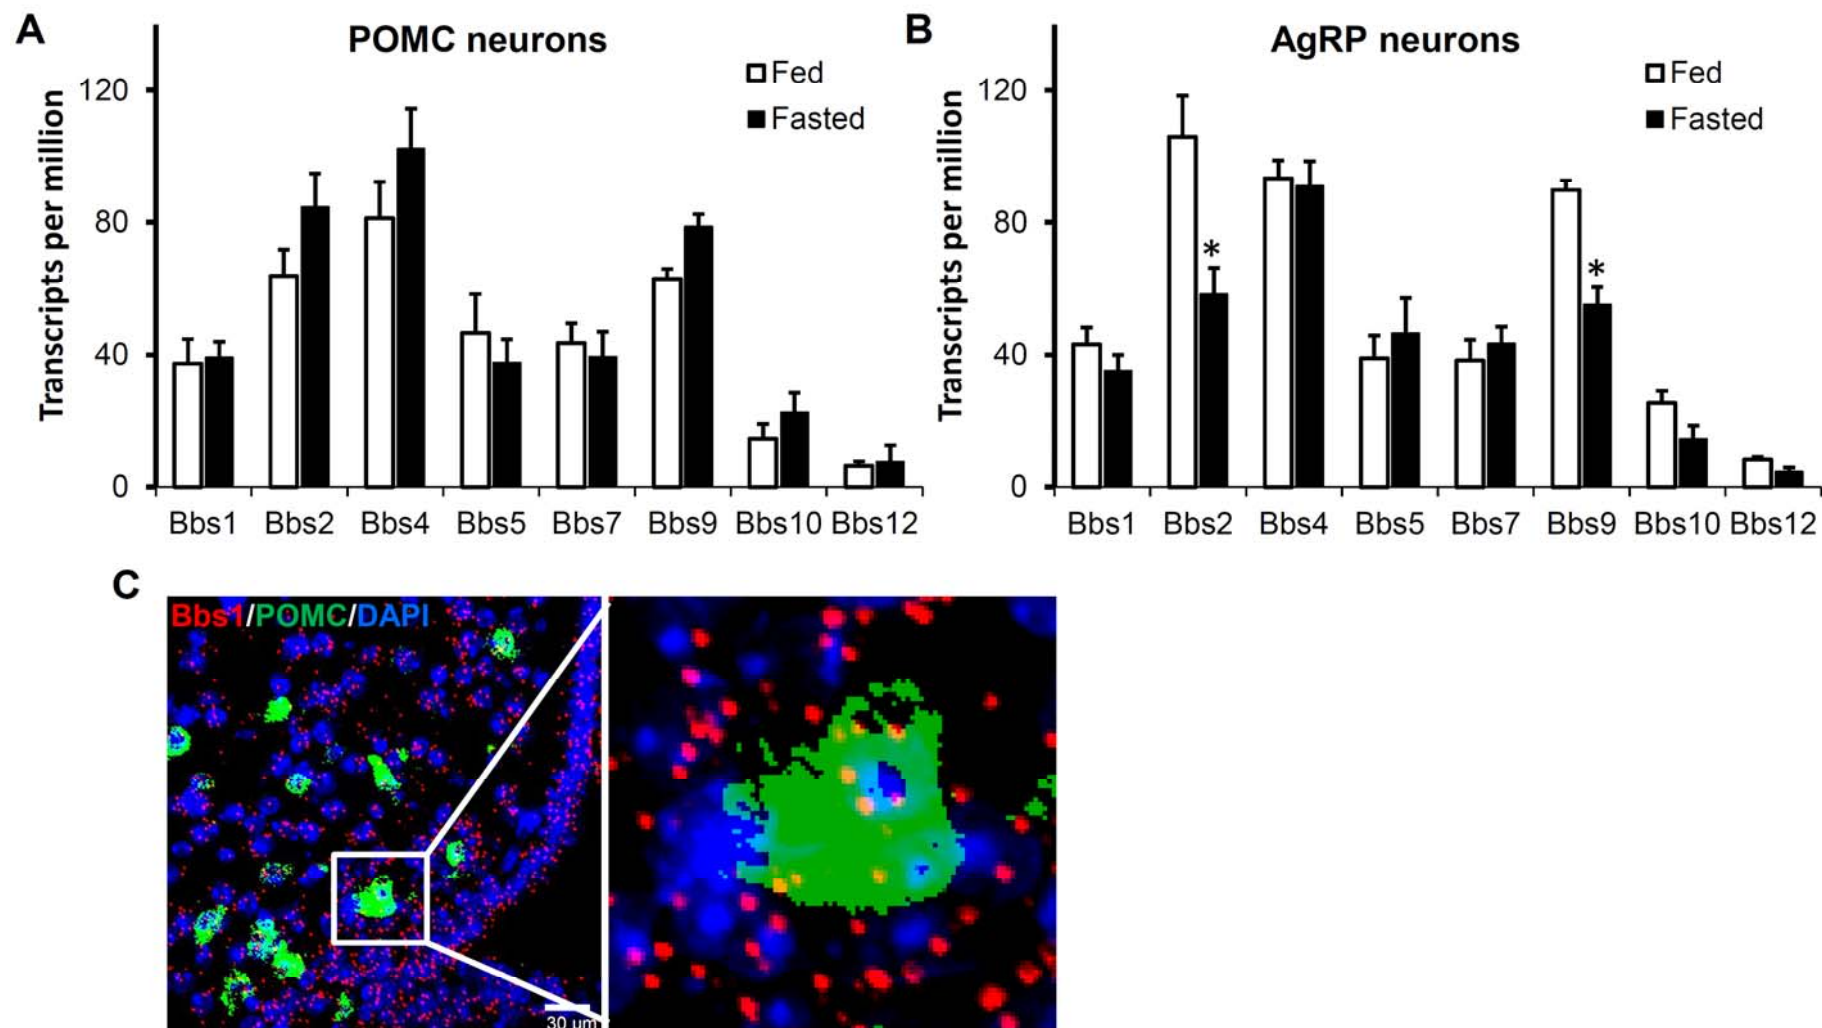 A
POMC neurons
Fed
Fasted
Transcripts per million
120
80
40
0
Bbs1 Bbs2 Bbs4 Bbs5 Bbs7 Bbs9 Bbs10 Bbs12
B
AgRP neurons
Fed
Fasted
Transcripts per million
120
80
40
0
*
*
Bbs1 Bbs2 Bbs4 Bbs5 Bbs7 Bbs9 Bbs10 Bbs12
C
Bbs1/POMC/DAPI
30 µm